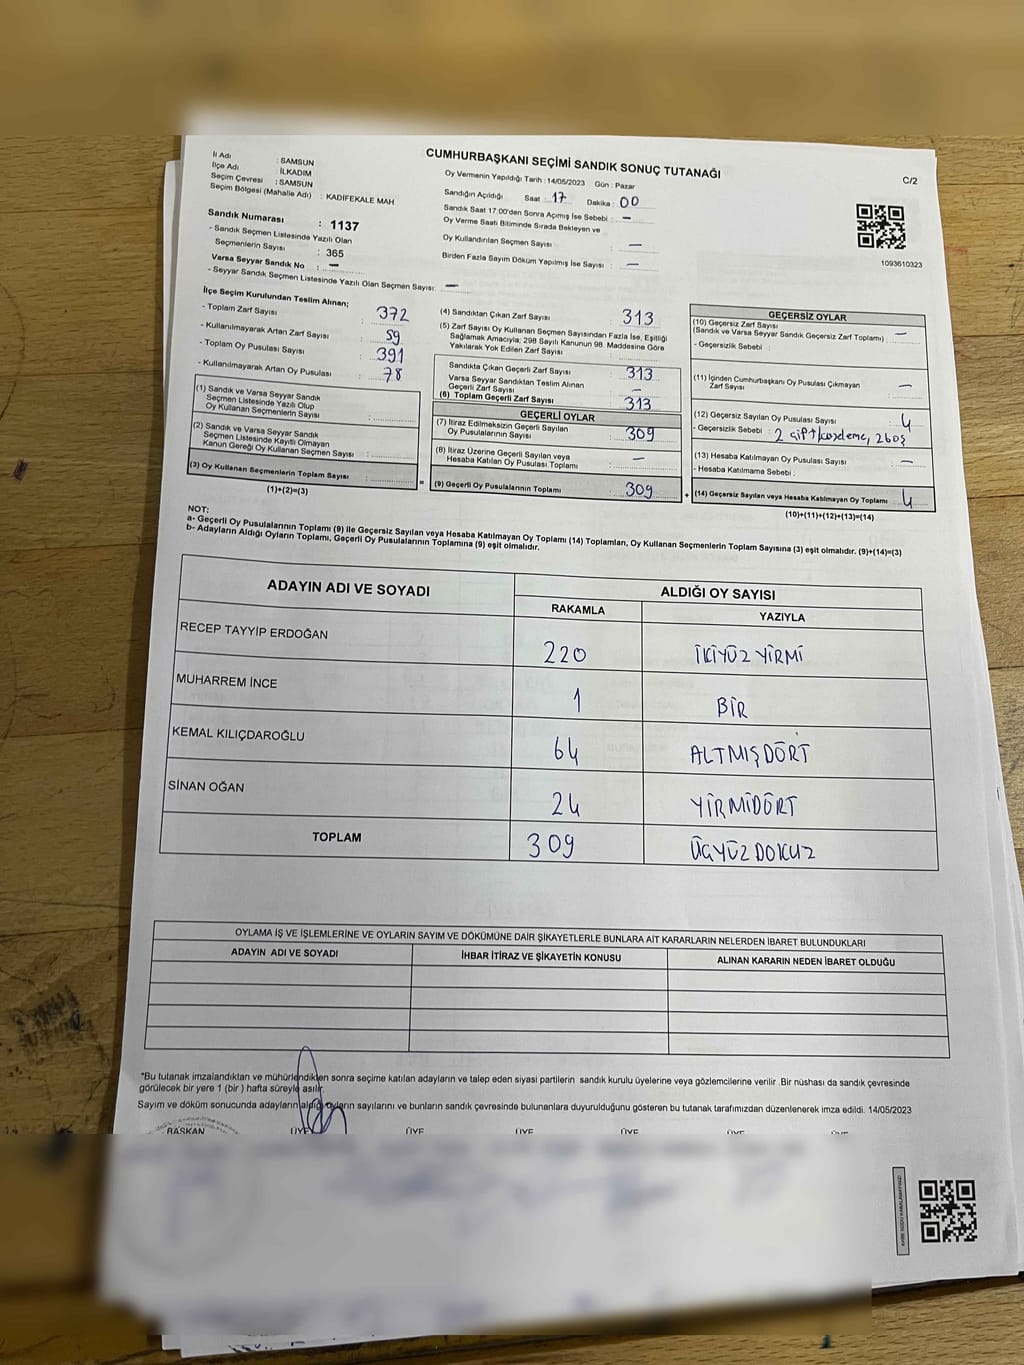 CUMHURBAŞKANI SEÇİMİ SANDIK SONUÇ TUTANAĞI
C/2
İl Adı : SAMSUN
İlçe Adı : İLKADIM
Seçim Çevresi : SAMSUN
Seçim Bölgesi (Mahalle Adı) : KADIFEKALE MAH
Sandık Numarası : 1137
- Sandık Seçmen Listesinde Yazılı Olan
Seçmenlerin Sayısı : 365
Varsa Seyyar Sandık No : -
- Seyyar Sandık Seçmen Listesinde Yazılı Olan Seçmen Sayısı: -
Oy Vermenin Yapıldığı Tarih : 14/05/2023 Gün : Pazar
Sandığın Açıldığı Saat : 17 Dakika : 00
Sandık Saat 17.00'den Sonra Açımış İse Sebebi : -
Oy Verme Saati Bitiminde Sırada Bekleyen ve
Oy Kullandırılan Seçmen Sayısı : -
Birden Fazla Sayım Döküm Yapılmış İse Sayısı : -
1093610323
İlçe Seçim Kurulundan Teslim Alınan;
- Toplam Zarf Sayısı : 372
- Kullanılmayarak Artan Zarf Sayısı : 59
- Toplam Oy Pusulası Sayısı : 391
- Kullanılmayarak Artan Oy Pusulası : 78
(1) Sandık ve Varsa Seyyar Sandık
Seçmen Listesinde Yazılı Olup
Oy Kullanan Seçmenlerin Sayısı :
(2) Sandık ve Varsa Seyyar Sandık
Seçmen Listesinde Kayıtlı Olmayan
Kanun Gereği Oy Kullanan Seçmen Sayısı :
(3) Oy Kullanan Seçmenlerin Toplam Sayısı :
(1)+(2)=(3)
(4) Sandıktan Çıkan Zarf Sayısı : 313
(5) Zarf Sayısı Oy Kullanan Seçmen Sayısından Fazla İse, Eşitliği
Sağlamak Amacıyla; 298 Sayılı Kanunun 98. Maddesine Göre
Yakılarak Yok Edilen Zarf Sayısı : -
Sandıkta Çıkan Geçerli Zarf Sayısı : 313
Varsa Seyyar Sandıktan Teslim Alınan
Geçerli Zarf Sayısı : -
(6) Toplam Geçerli Zarf Sayısı : 313
GEÇERLİ OYLAR
(7) İtiraz Edilmeksizin Geçerli Sayılan
Oy Pusulalarının Sayısı : 309
(8) İtiraz Üzerine Geçerli Sayılan veya
Hesaba Katılan Oy Pusulası Toplamı : -
(9) Geçerli Oy Pusulalarının Toplamı : 309
GEÇERSİZ OYLAR
(10) Geçersiz Zarf Sayısı
(Sandık ve Varsa Seyyar Sandık Geçersiz Zarf Toplamı) : -
- Geçersizlik Sebebi :
(11) İçinden Cumhurbaşkanı Oy Pusulası Çıkmayan
Zarf Sayısı : -
(12) Geçersiz Sayılan Oy Pusulası Sayısı : 4
- Geçersizlik Sebebi : 2 çift kaşeleme, 2 boş
(13) Hesaba Katılmayan Oy Pusulası Sayısı : -
- Hesaba Katılmama Sebebi :
(14) Geçersiz Sayılan veya Hesaba Katılmayan Oy Toplamı : 4
(10)+(11)+(12)+(13)=(14)
NOT:
a- Geçerli Oy Pusulalarının Toplamı (9) ile Geçersiz Sayılan veya Hesaba Katılmayan Oy Toplamı (14) Toplamları, Oy Kullanan Seçmenlerin Toplam Sayısına (3) eşit olmalıdır. (9)+(14)=(3)
b- Adayların Aldığı Oyların Toplamı, Geçerli Oy Pusulalarının Toplamına (9) eşit olmalıdır.
ADAYIN ADI VE SOYADI
ALDIĞI OY SAYISI
RAKAMLA YAZIYLA
RECEP TAYYİP ERDOĞAN 220 İKİYÜZ YİRMİ
MUHARREM İNCE 1 BİR
KEMAL KILIÇDAROĞLU 64 ALTMIŞDÖRT
SİNAN OĞAN 24 YİRMİDÖRT
TOPLAM 309 ÜÇYÜZ DOKUZ
OYLAMA İŞ VE İŞLEMLERİNE VE OYLARIN SAYIM VE DÖKÜMÜNE DAİR ŞİKAYETLERLE BUNLARA AİT KARARLARIN NELERDEN İBARET BULUNDUKLARI
ADAYIN ADI VE SOYADI İHBAR İTİRAZ VE ŞİKAYETİN KONUSU ALINAN KARARIN NEDEN İBARET OLDUĞU
*Bu tutanak imzalandıktan ve mühürlendikten sonra seçime katılan adayların ve talep eden siyasi partilerin sandık kurulu üyelerine veya gözlemcilerine verilir. Bir nüshası da sandık çevresinde
görülecek bir yere 1 (bir) hafta süreyle asılır.
Sayım ve döküm sonucunda adayların aldığı oyların sayılarını ve bunların sandık çevresinde bulunanlara duyurulduğunu gösteren bu tutanak tarafımızdan düzenlenerek imza edildi. 14/05/2023
BAŞKAN ÜYE ÜYE ÜYE ÜYE ÜYE ÜYE